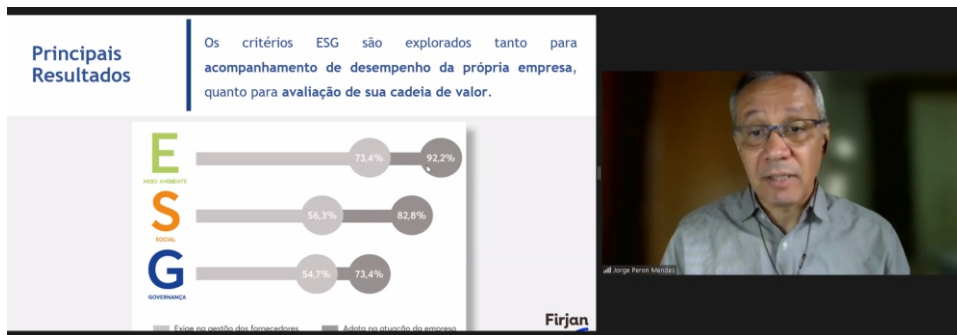 Principais
Resultados
Os critérios ESG são explorados tanto para
acompanhamento de desempenho da própria empresa,
quanto para avaliação de sua cadeia de valor.
E
73,4%
92,2%
MEIO AMBIENTE
S
56,3%
82,8%
SOCIAL
G
54,7%
73,4%
GOVERNANÇA
Exige na gestão dos fornecedores
Adota na atuação da empresa
Firjan
Jorge Peron Mendes